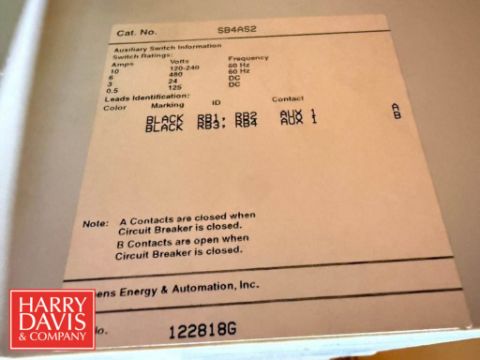 Cat. No. SB4AS2
Auxiliary Switch Information
Switch Ratings:
Amps Volts Frequency
10 120-240 60 Hz
6 480 60 Hz
3 24 DC
0.5 125 DC
Leads Identification:
Color Marking ID Contact
BLACK RB1, RB2 AUX 1 A
BLACK RB3, RB4 AUX 1 B
Note: A Contacts are closed when
Circuit Breaker is closed.
B Contacts are open when
Circuit Breaker is closed.
ens Energy & Automation, Inc.
HARRY
DAVIS
& COMPANY
No. 122818G